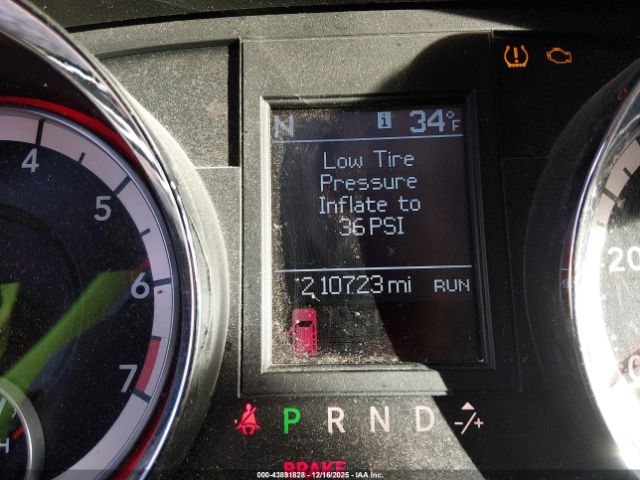 N i 34°F
Low Tire
Pressure
Inflate to
36 PSI
210723 mi RUN
4
5
6
7
H
20
P R N D -/+
BRAKE
000-43891828 - 12/16/2025 - IAA